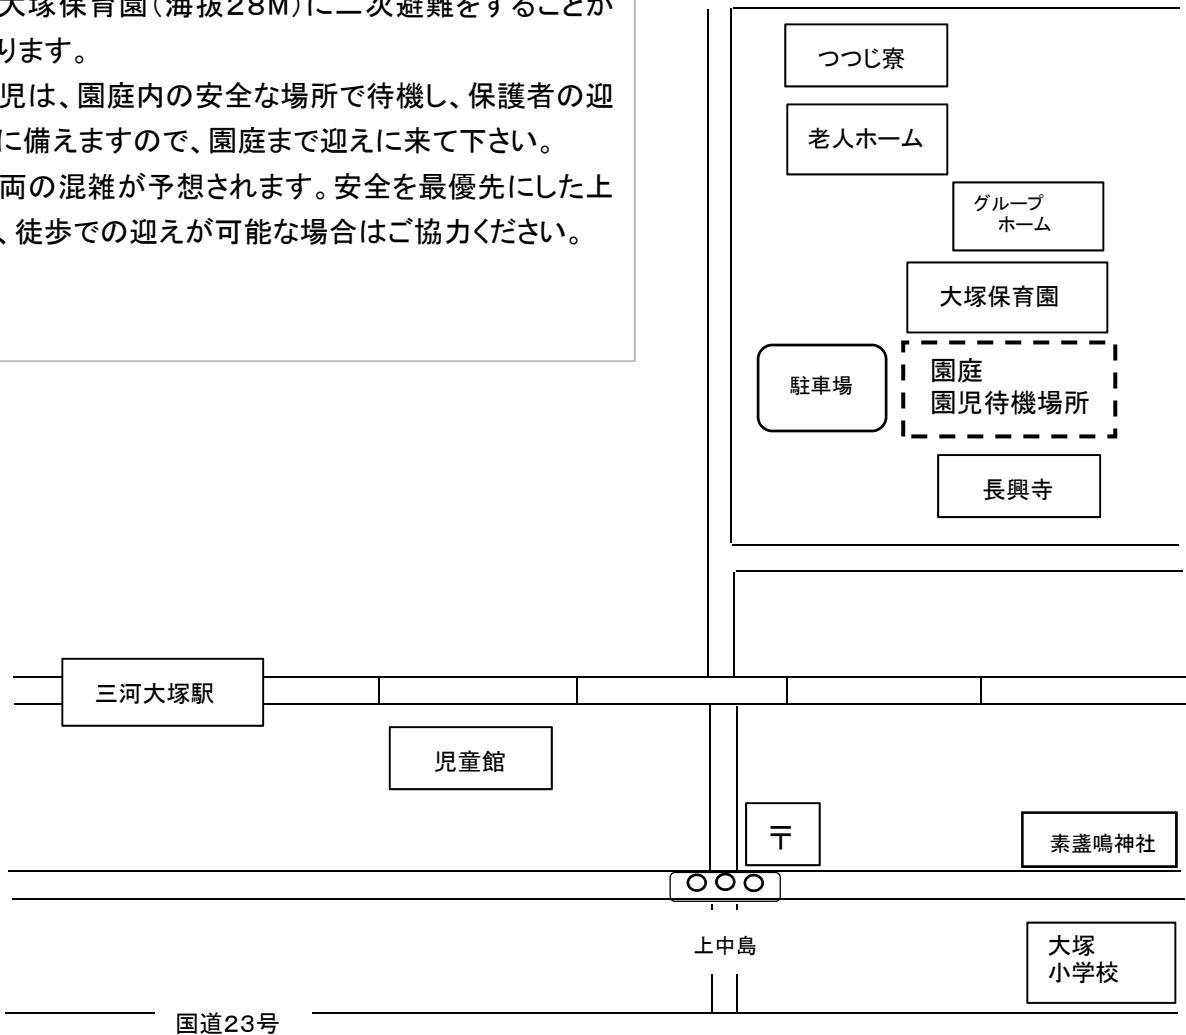 大塚保育園(海抜28M)に二次避難をすることが
ります。
児は、園庭内の安全な場所で待機し、保護者の迎
に備えますので、園庭まで迎えに来て下さい。
両の混雑が予想されます。安全を最優先にした上
、徒歩での迎えが可能な場合はご協力ください。
つつじ寮
老人ホーム
グループ
ホーム
大塚保育園
駐車場
園庭
園児待機場所
長興寺
三河大塚駅
児童館
〒
素盞鳴神社
上中島
大塚
小学校
国道23号